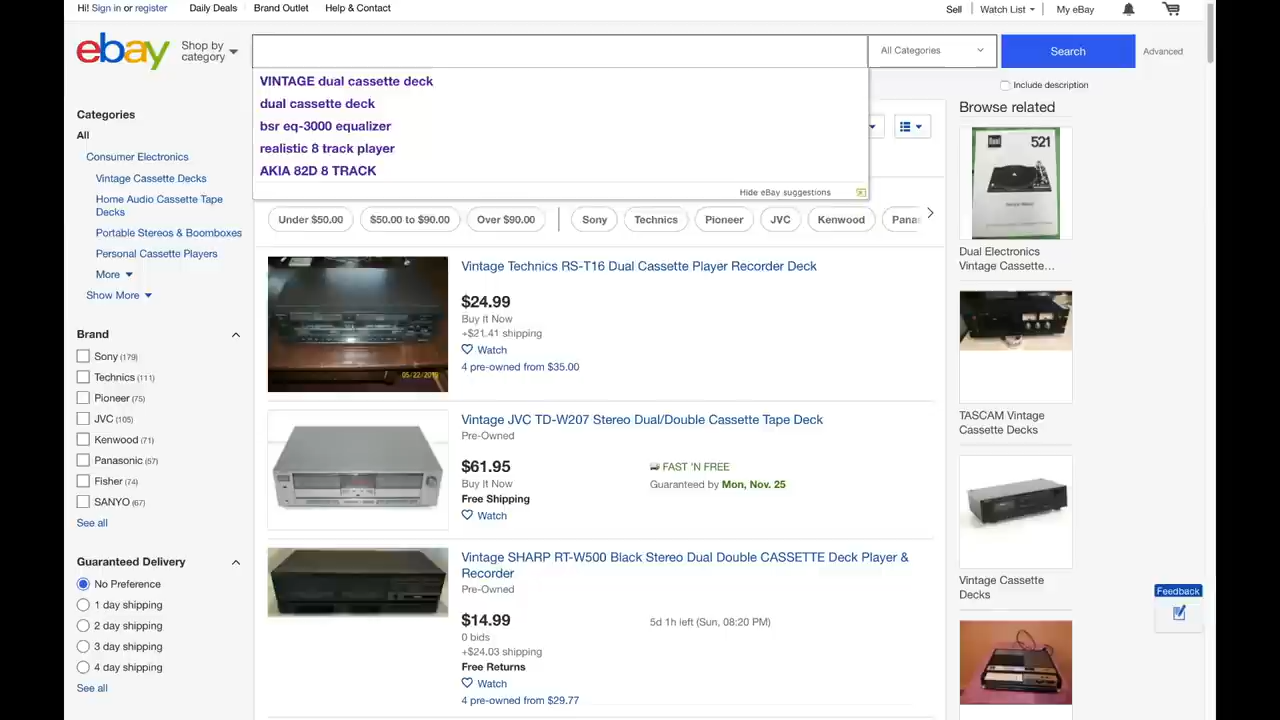 Hi! Sign in or register
Daily Deals
Brand Outlet
Help & Contact
Sell
Watch List
My eBay
ebay
Shop by
category
All Categories
Search
Advanced
VINTAGE dual cassette deck
dual cassette deck
bsr eq-3000 equalizer
realistic 8 track player
AKIA 82D 8 TRACK
Hide eBay suggestions
Include description
Categories
All
Consumer Electronics
Vintage Cassette Decks
Home Audio Cassette Tape
Decks
Portable Stereos & Boomboxes
Personal Cassette Players
More
Show More
Brand
Sony (179)
Technics (111)
Pioneer (75)
JVC (105)
Kenwood (71)
Panasonic (57)
Fisher (74)
SANYO (67)
See all
Guaranteed Delivery
No Preference
1 day shipping
2 day shipping
3 day shipping
4 day shipping
See all
Under $50.00
$50.00 to $90.00
Over $90.00
Sony
Technics
Pioneer
JVC
Kenwood
Pana
Vintage Technics RS-T16 Dual Cassette Player Recorder Deck
$24.99
Buy It Now
+$21.41 shipping
Watch
4 pre-owned from $35.00
05/22/2019
Vintage JVC TD-W207 Stereo Dual/Double Cassette Tape Deck
Pre-Owned
$61.95
Buy It Now
Free Shipping
Watch
FAST 'N FREE
Guaranteed by Mon, Nov. 25
Vintage SHARP RT-W500 Black Stereo Dual Double CASSETTE Deck Player &
Recorder
Pre-Owned
$14.99
0 bids
+$24.03 shipping
Free Returns
Watch
4 pre-owned from $29.77
5d 1h left (Sun, 08:20 PM)
Browse related
Dual
521
Dual Electronics
Vintage Cassette...
TASCAM Vintage
Cassette Decks
Vintage Cassette
Decks
Feedback